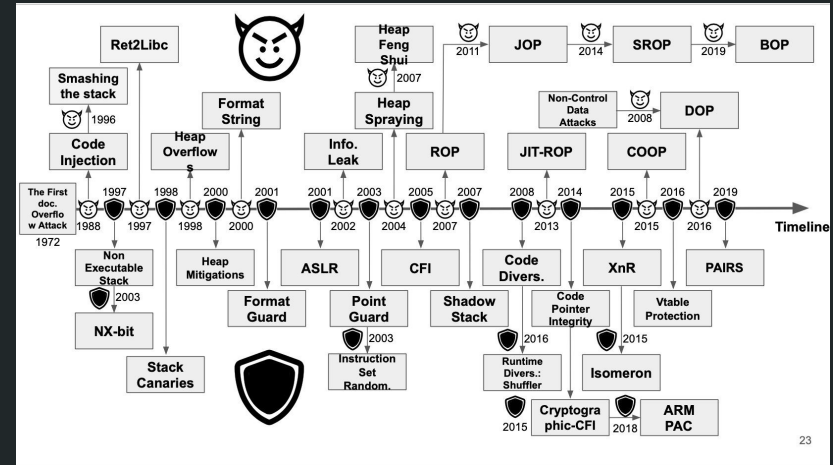 Ret2Libc
Heap
Feng
Shui
2011
JOP
2014
SROP
2019
BOP
Smashing
the stack
1996
2007
Format
String
Heap
Spraying
Non-Control
Data
Attacks
2008
DOP
Code
Injection
Heap
Overflow
s
Info.
Leak
ROP
JIT-ROP
COOP
The First
doc.
Overflo
w Attack
1972
1997
1998
2000
2001
2001
2003
2005
2007
2008
2014
2015
2016
2019
1988
1997
1998
2000
2002
2004
2007
2013
2015
2016
Timeline
Non
Executable
Stack
Heap
Mitigations
ASLR
CFI
Code
Divers.
XnR
PAIRS
2003
NX-bit
Format
Guard
Point
Guard
Shadow
Stack
Code
Pointer
Integrity
Vtable
Protection
2003
2016
2015
Stack
Canaries
Instruction
Set
Random.
Runtime
Divers.:
Shuffler
Isomeron
2015
Cryptogra
phic-CFI
2018
ARM
PAC
23